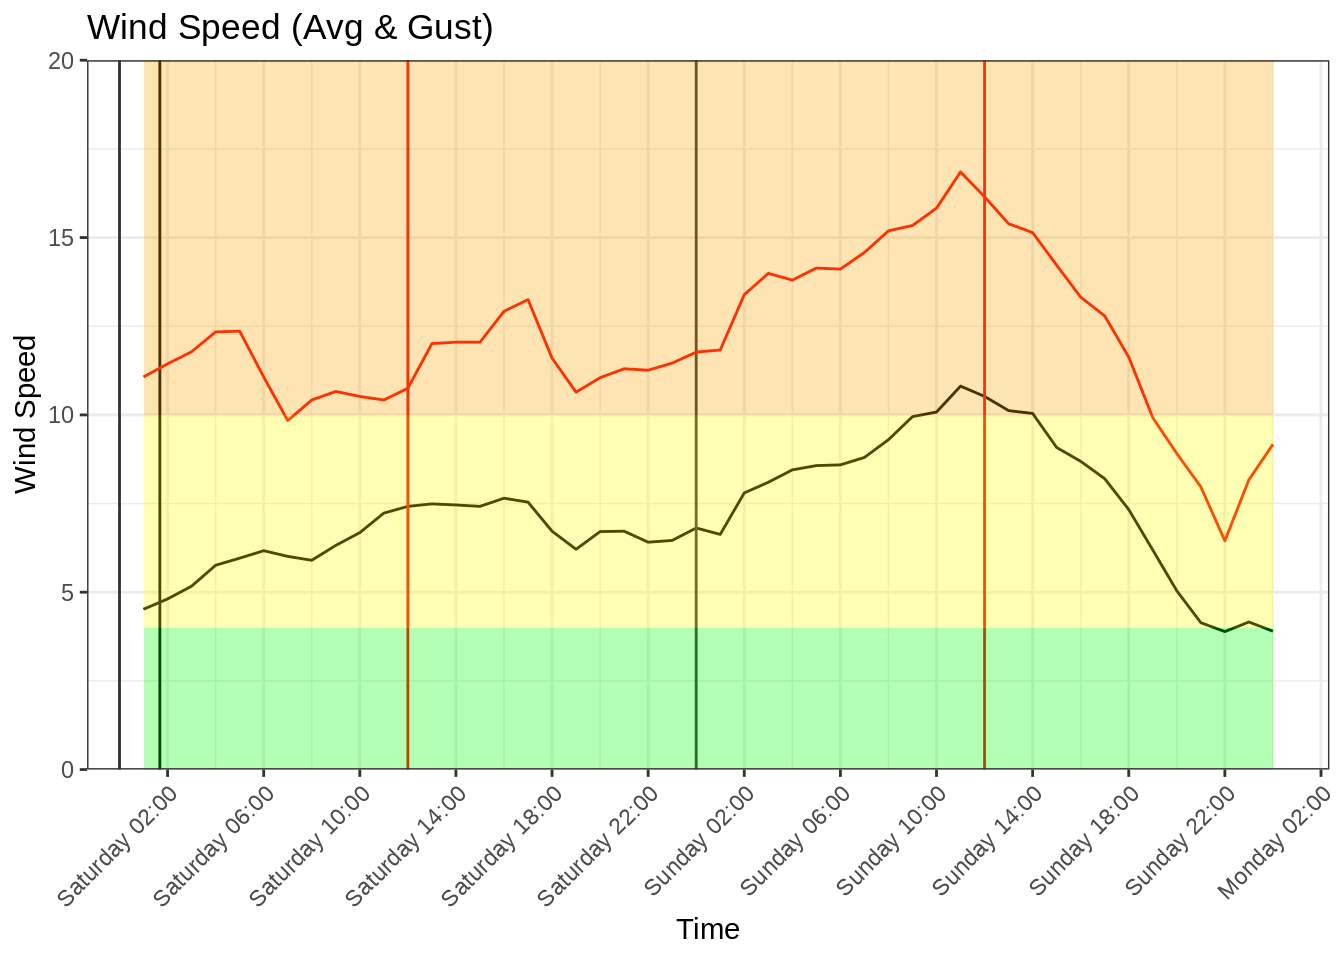 Wind Speed (Avg & Gust)
Wind Speed
20
15
10
5
0
Saturday 02:00
Saturday 06:00
Saturday 10:00
Saturday 14:00
Saturday 18:00
Saturday 22:00
Sunday 02:00
Sunday 06:00
Sunday 10:00
Sunday 14:00
Sunday 18:00
Sunday 22:00
Monday 02:00
Time